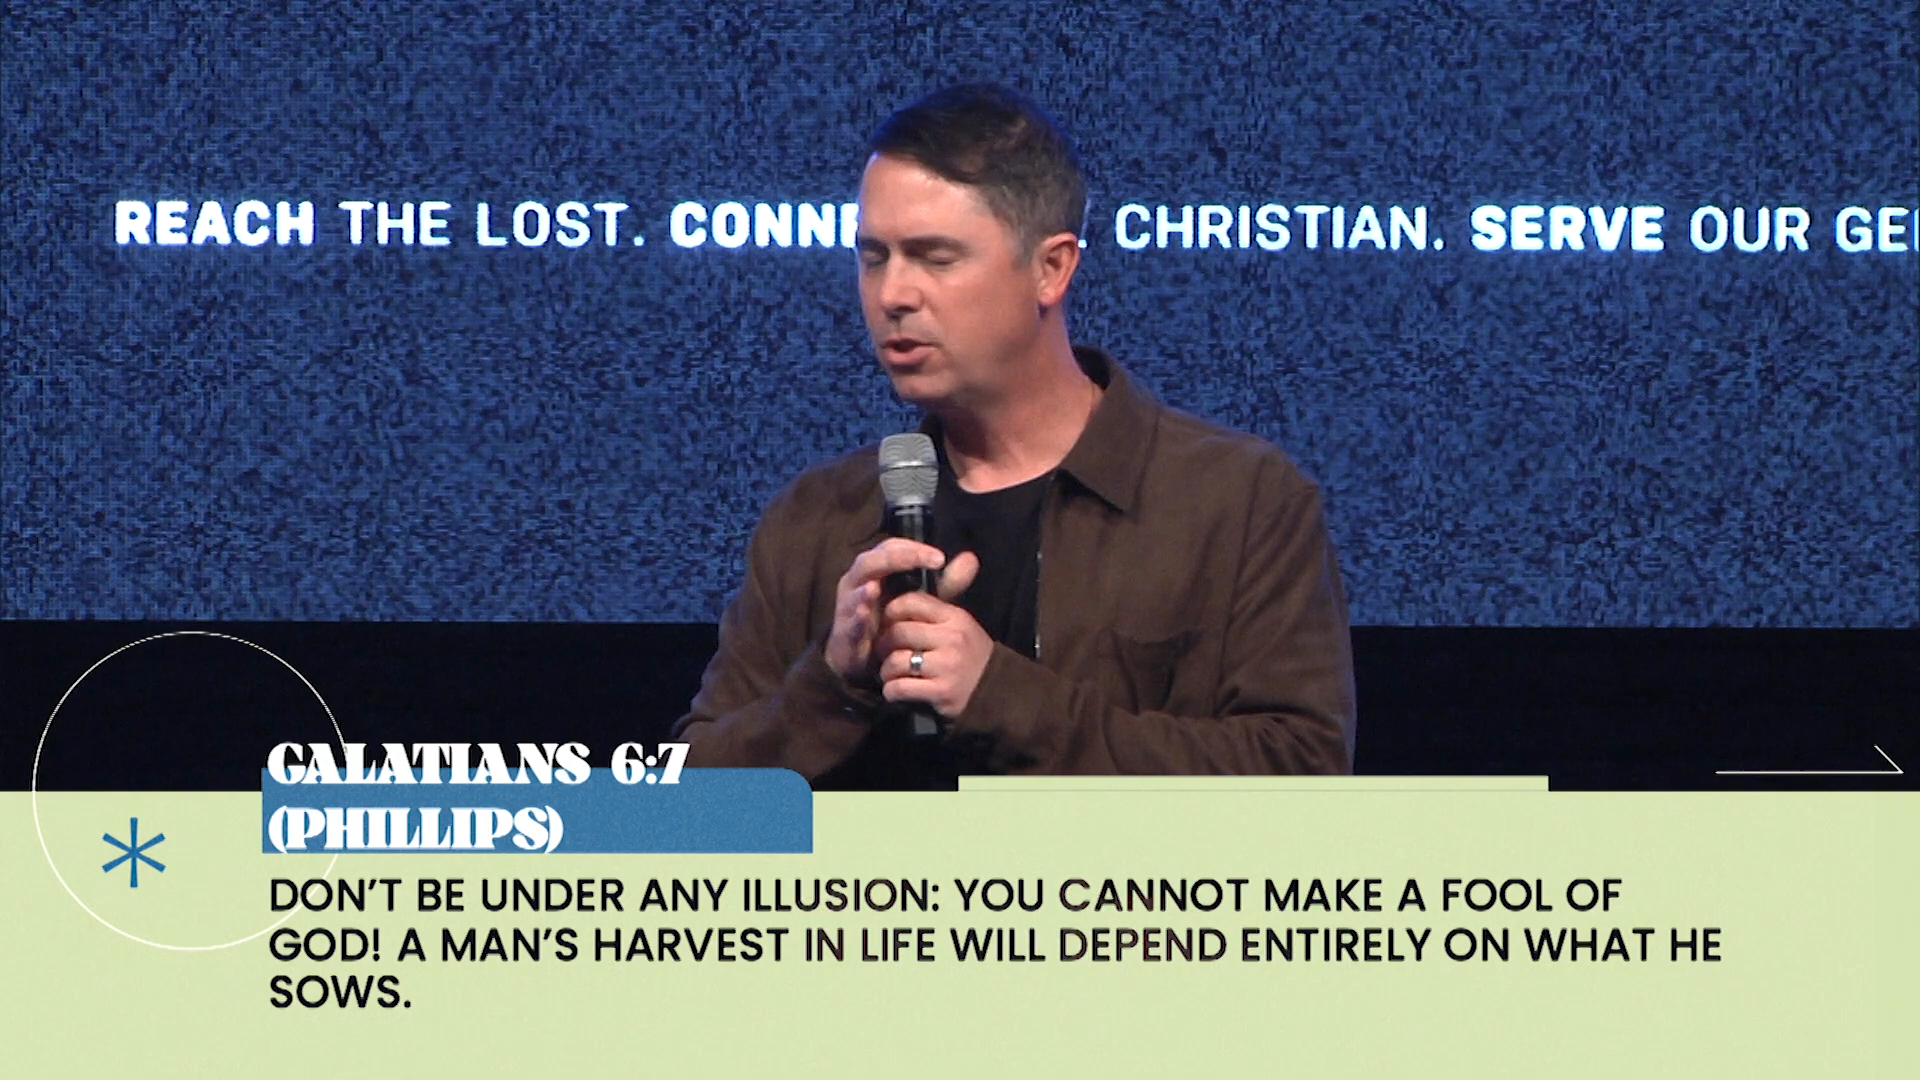 REACH THE LOST. CONNE . CHRISTIAN. SERVE OUR GE
GALATIANS 6:7
(PHILLIPS)
DON'T BE UNDER ANY ILLUSION: YOU CANNOT MAKE A FOOL OF
GOD! A MAN'S HARVEST IN LIFE WILL DEPEND ENTIRELY ON WHAT HE
SOWS.